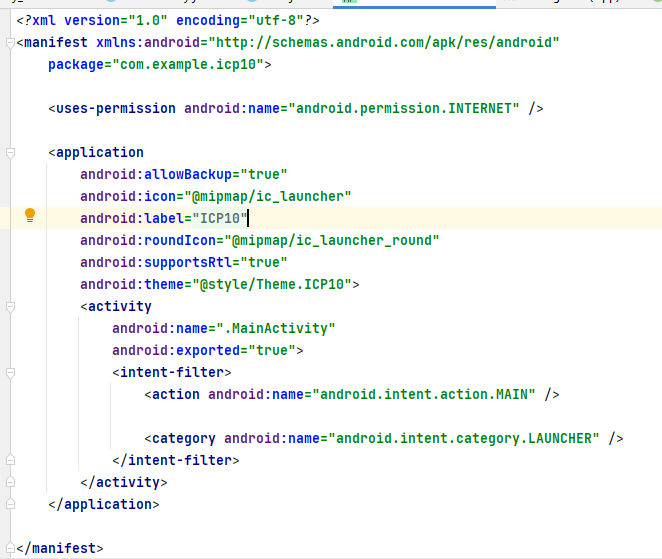 <?xml version="1.0" encoding="utf-8"?>
<manifest xmlns:android="http://schemas.android.com/apk/res/android"
    package="com.example.icp10">

    <uses-permission android:name="android.permission.INTERNET" />

    <application
        android:allowBackup="true"
        android:icon="@mipmap/ic_launcher"
        android:label="ICP10"
        android:roundIcon="@mipmap/ic_launcher_round"
        android:supportsRtl="true"
        android:theme="@style/Theme.ICP10">
        <activity
            android:name=".MainActivity"
            android:exported="true">
            <intent-filter>
                <action android:name="android.intent.action.MAIN" />

                <category android:name="android.intent.category.LAUNCHER" />
            </intent-filter>
        </activity>
    </application>

</manifest>